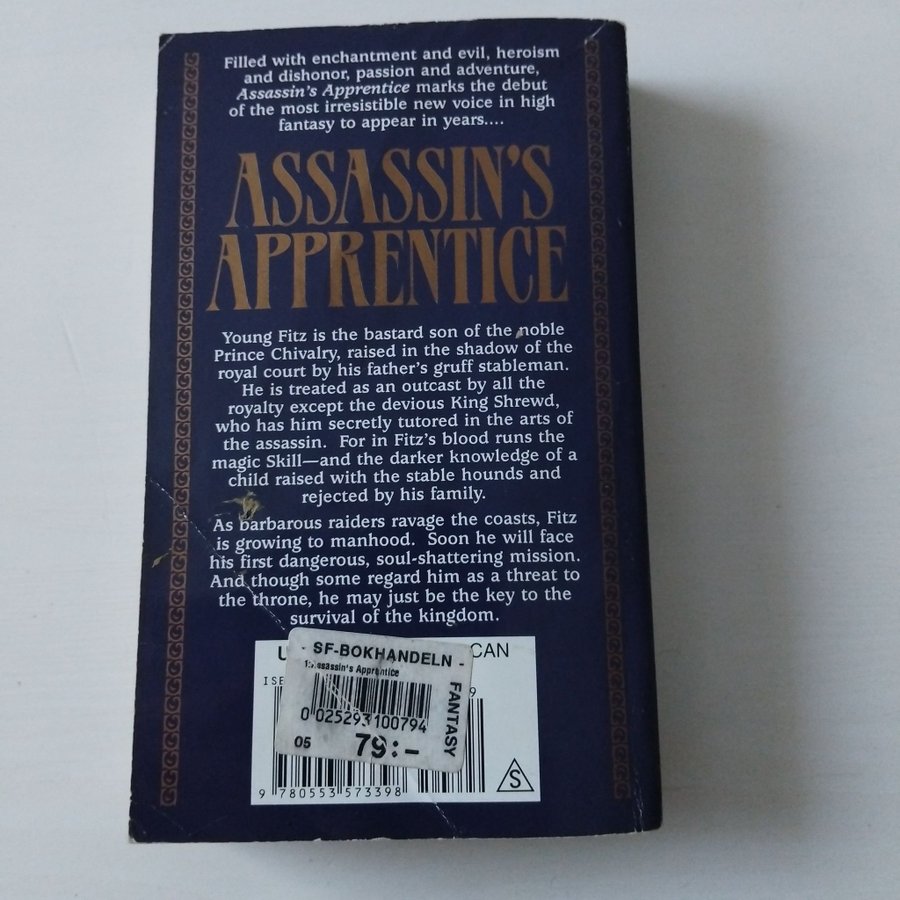 Filled with enchantment and evil, heroism
and dishonor, passion and adventure,
Assassin's Apprentice marks the debut
of the most irresistible new voice in high
fantasy to appear in years....
ASSASSIN'S
APPRENTICE
Young Fitz is the bastard son of the noble
Prince Chivalry, raised in the shadow of the
royal court by his father's gruff stableman.
He is treated as an outcast by all the
royalty except the devious King Shrewd,
who has him secretly tutored in the arts of
the assassin. For in Fitz's blood runs the
magic Skill—and the darker knowledge of a
child raised with the stable hounds and
rejected by his family.
As barbarous raiders ravage the coasts, Fitz
is growing to manhood. Soon he will face
his first dangerous, soul-shattering mission.
And though some regard him as a threat to
the throne, he may just be the key to the
survival of the kingdom.
- SF-BOKHANDELN -
Assassin's Apprentice
FANTASY
0 025293 100794
05 79:-
CAN
9
9 780553 573398
S